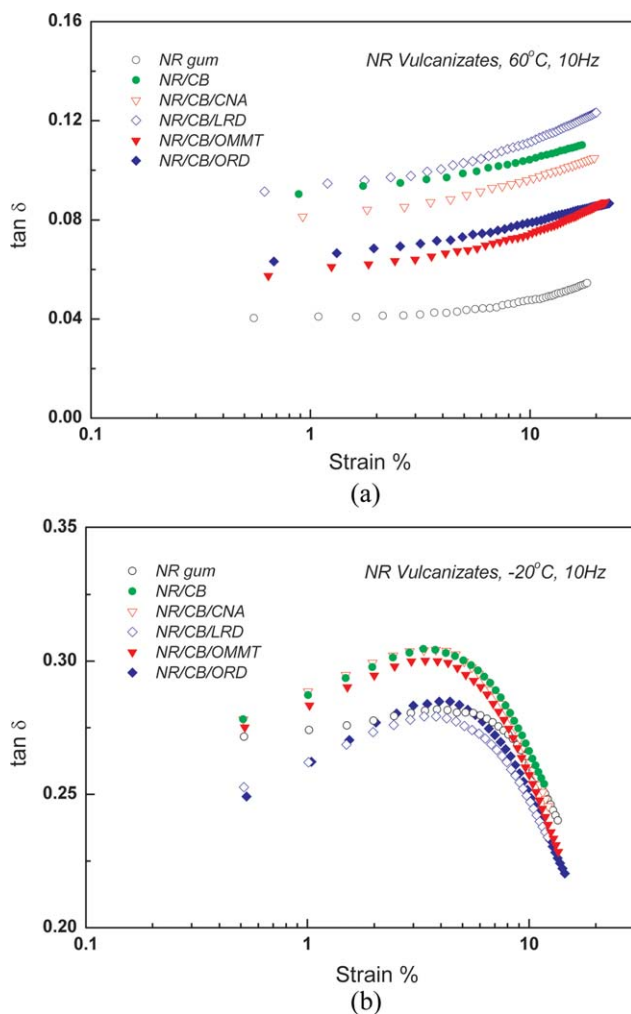 0.16
NR gum
NR Vulcanizates, 60°C, 10Hz
NR/CB
NR/CB/CNA
0.12
NR/CB/LRD
NR/CB/OMMT
NR/CB/ORD
tan δ
0.08
0.04
0.00
0.1
1
10
Strain %
(a)
0.35
NR gum
NR Vulcanizates, -20°C, 10Hz
NR/CB
NR/CB/CNA
NR/CB/LRD
NR/CB/OMMT
0.30
NR/CB/ORD
tan δ
0.25
0.20
0.1
1
10
Strain %
(b)